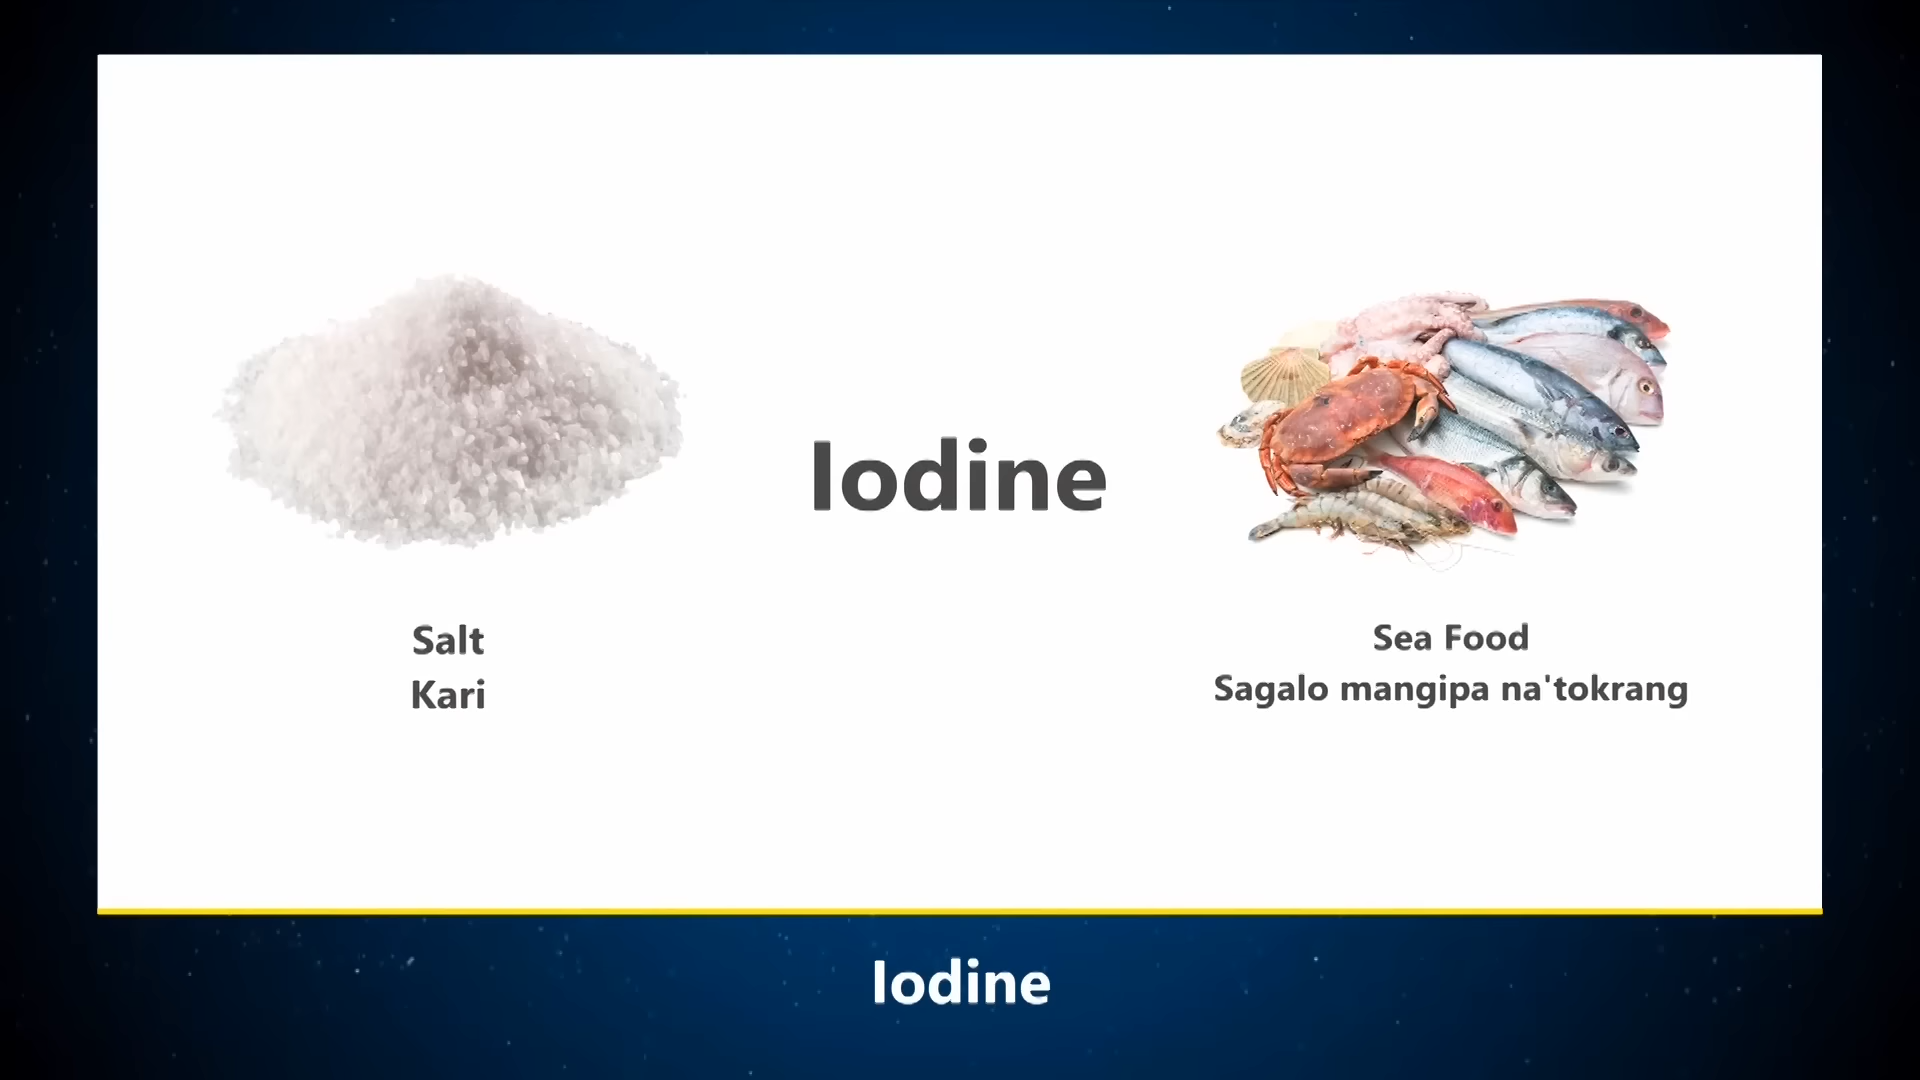 Iodine
Salt
Kari
Sea Food
Sagalo mangipa na'tokrang
Iodine